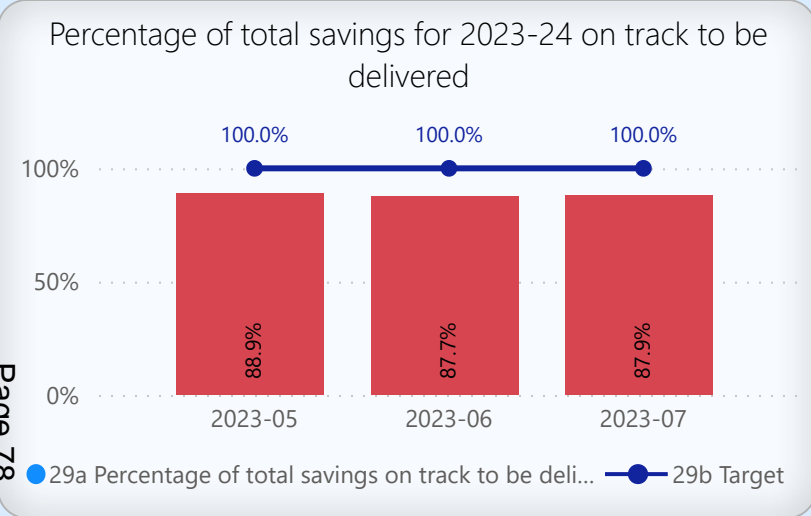 Percentage of total savings for 2023-24 on track to be
delivered
100.0%
100.0%
100.0%
100%
50%
0%
88.9%
87.7%
87.9%
2023-05
2023-06
2023-07
29a Percentage of total savings on track to be deli...
29b Target
Page 78